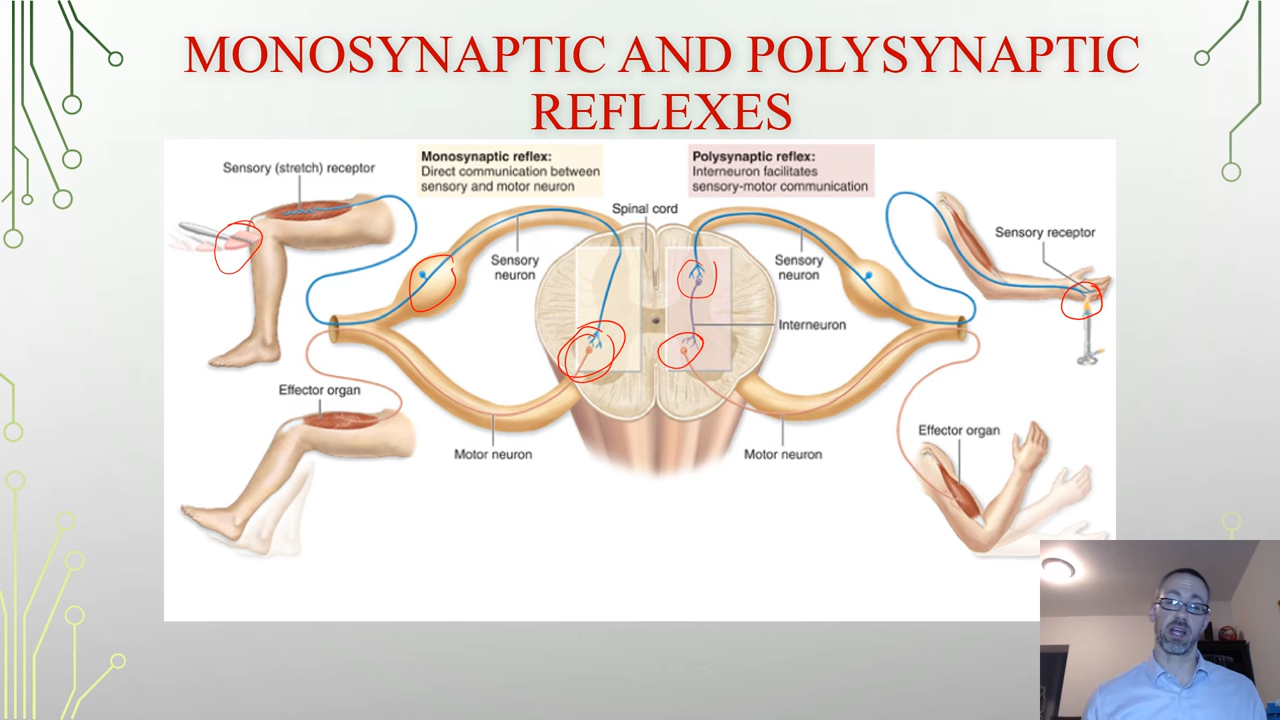 MONOSYNAPTIC AND POLYSYNAPTIC
REFLEXES
Sensory (stretch) receptor
Monosynaptic reflex:
Direct communication between
sensory and motor neuron
Polysynaptic reflex:
Interneuron facilitates
sensory-motor communication
Spinal cord
Sensory
neuron
Sensory
neuron
Sensory receptor
Interneuron
Effector organ
Motor neuron
Motor neuron
Effector organ